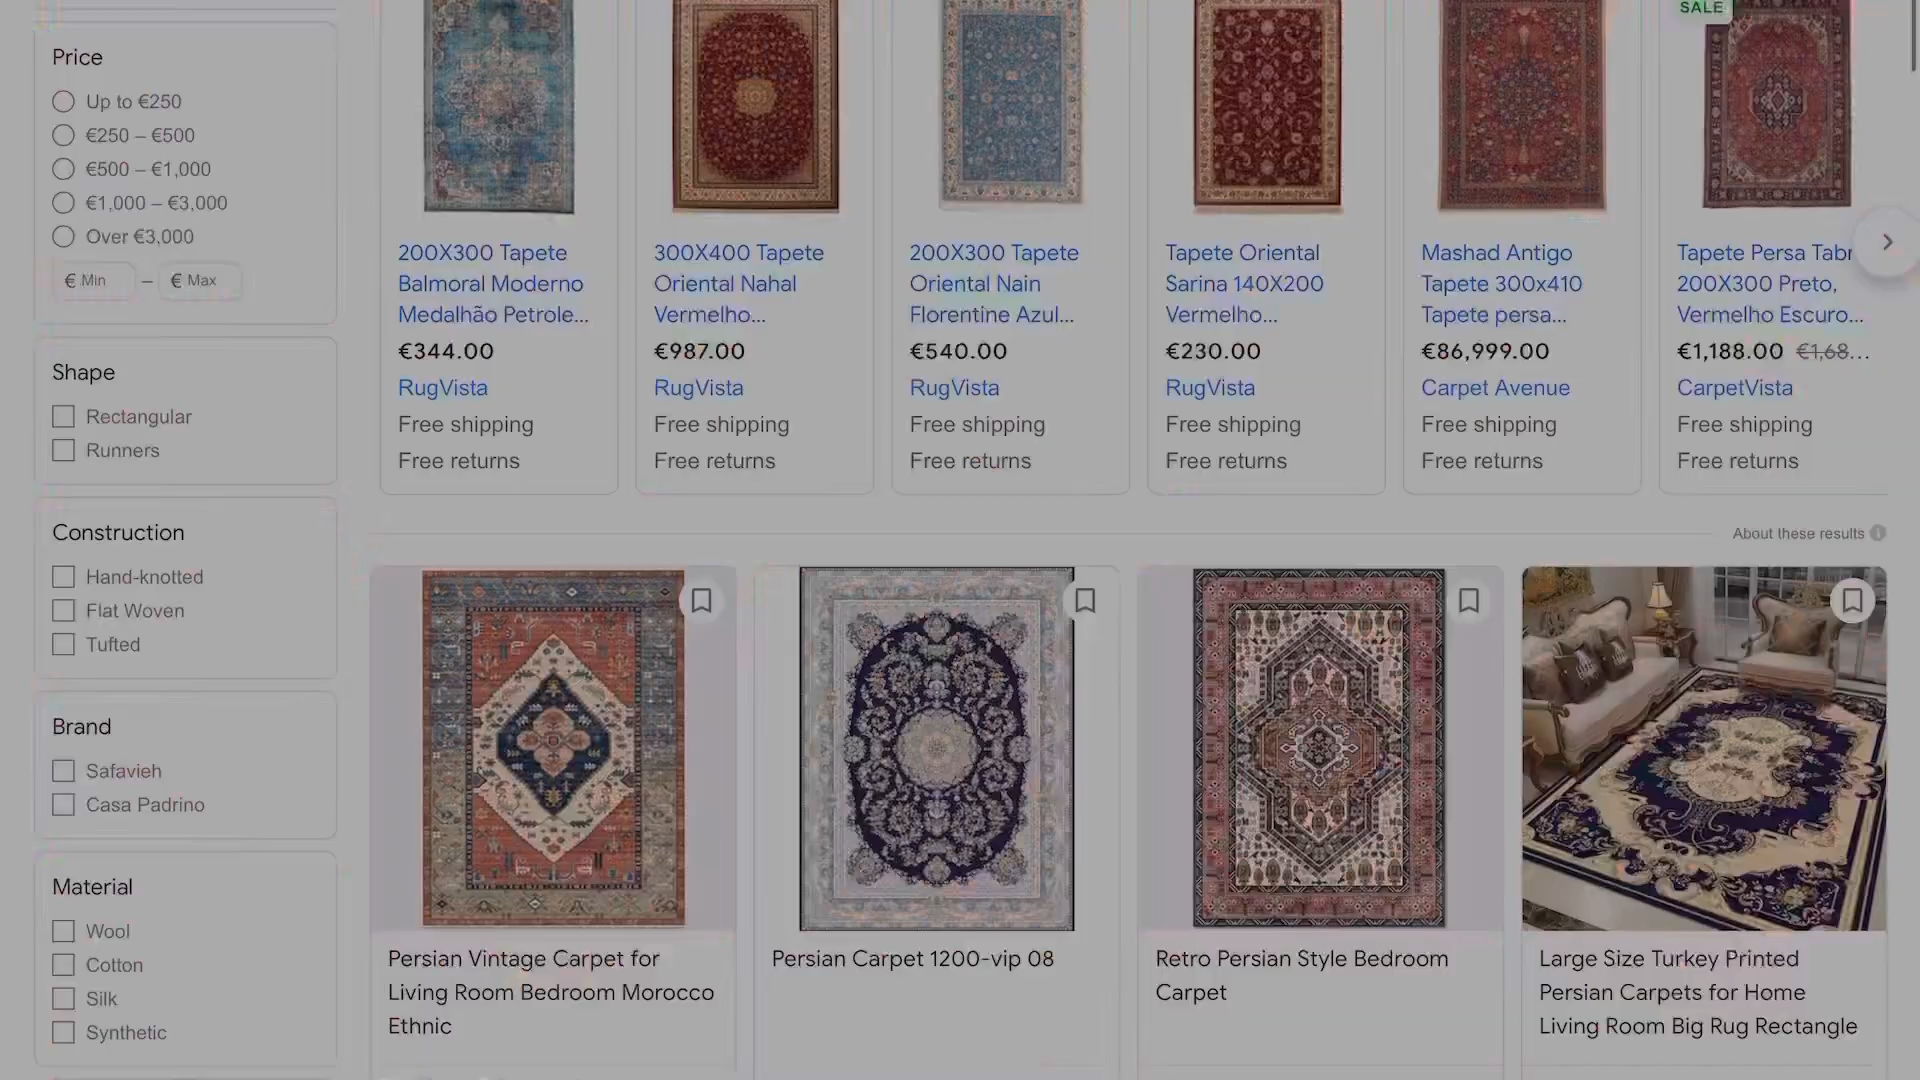 SALE
Price
Up to €250
€250 – €500
€500 – €1,000
€1,000 – €3,000
Over €3,000
€ Min – € Max
Shape
Rectangular
Runners
Construction
Hand-knotted
Flat Woven
Tufted
Brand
Safavieh
Casa Padrino
Material
Wool
Cotton
Silk
Synthetic
200X300 Tapete
Balmoral Moderno
Medalhão Petrole...
€344.00
RugVista
Free shipping
Free returns
300X400 Tapete
Oriental Nahal
Vermelho...
€987.00
RugVista
Free shipping
Free returns
200X300 Tapete
Oriental Nain
Florentine Azul...
€540.00
RugVista
Free shipping
Free returns
Tapete Oriental
Sarina 140X200
Vermelho...
€230.00
RugVista
Free shipping
Free returns
Mashad Antigo
Tapete 300x410
Tapete persa...
€86,999.00
Carpet Avenue
Free shipping
Free returns
Tapete Persa Tabr
200X300 Preto,
Vermelho Escuro...
€1,188.00 €1,68...
CarpetVista
Free shipping
Free returns
About these results
Persian Vintage Carpet for
Living Room Bedroom Morocco
Ethnic
Persian Carpet 1200-vip 08
Retro Persian Style Bedroom
Carpet
Large Size Turkey Printed
Persian Carpets for Home
Living Room Big Rug Rectangle